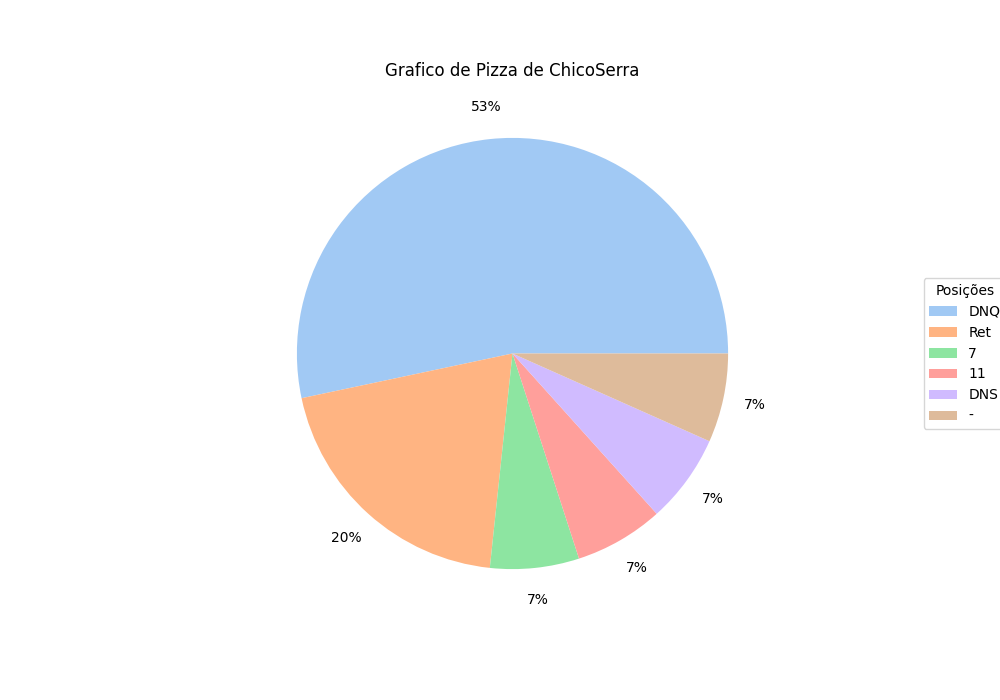 Grafico de Pizza de ChicoSerra
53%
20%
7%
7%
7%
7%
Posições
DNQ
Ret
7
11
DNS
-